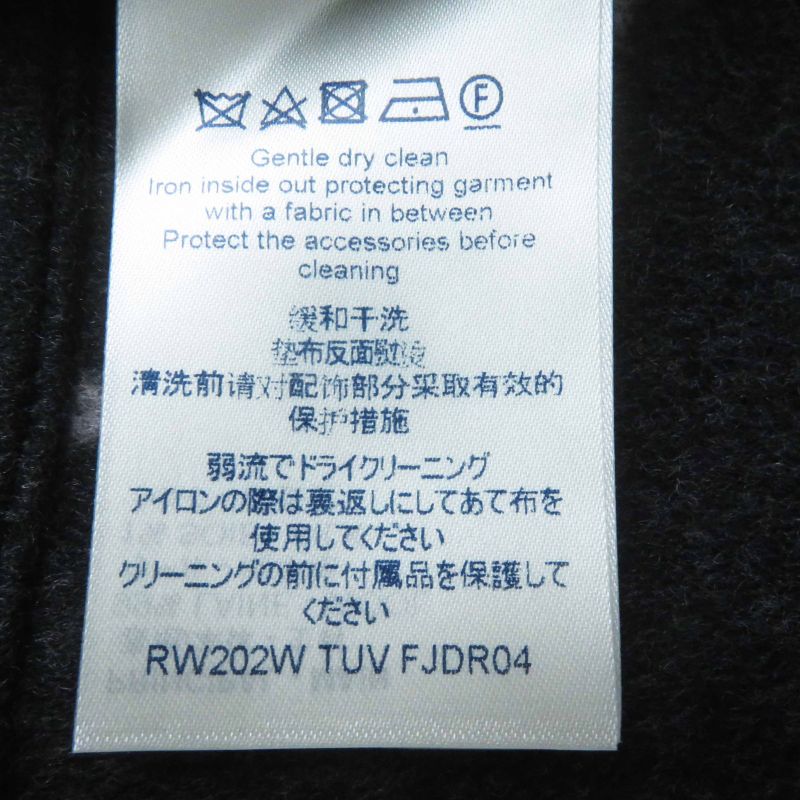 F
Gentle dry clean
Iron inside out protecting garment
with a fabric in between
Protect the accessories before
cleaning
缓和干洗
垫布反面熨烫
清洗前请对配饰部分采取有效的
保护措施
弱流でドライクリーニング
アイロンの際は裏返しにしてあて布を
使用してください
クリーニングの前に付属品を保護して
ください
RW202W TUV FJDR04